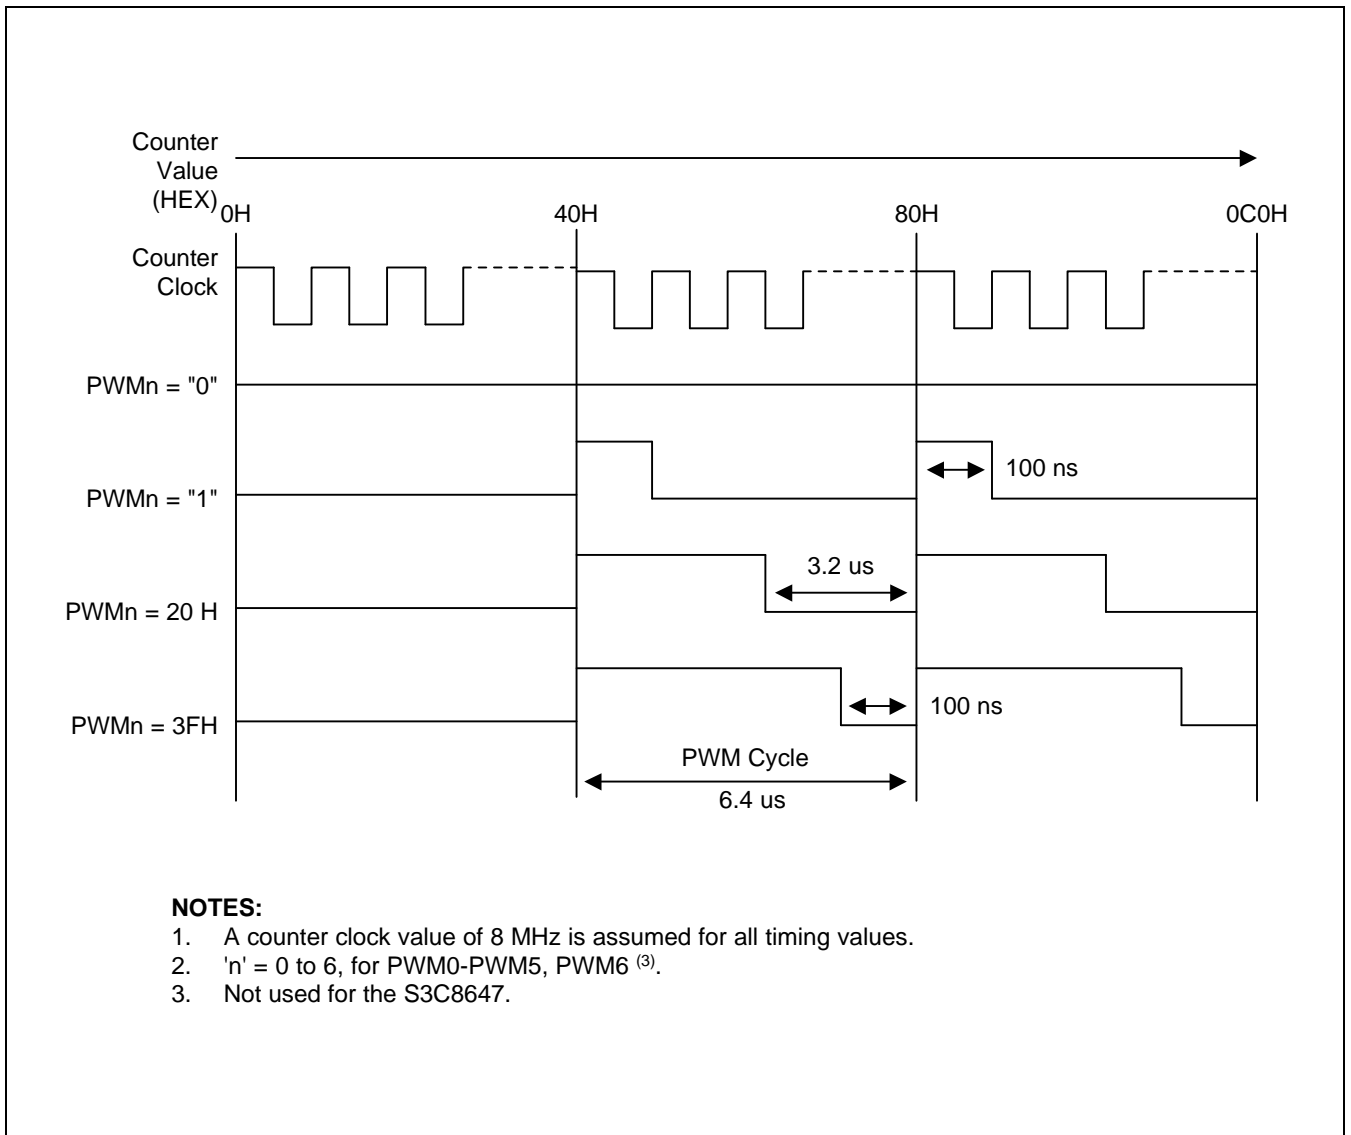 Counter
Value
(HEX)
0H 40H 80H 0C0H
Counter
Clock
PWMn = "0"
100 ns
PWMn = "1"
3.2 us
PWMn = 20 H
100 ns
PWMn = 3FH
PWM Cycle
6.4 us
NOTES:
1. A counter clock value of 8 MHz is assumed for all timing values.
2. 'n' = 0 to 6, for PWM0-PWM5, PWM6 (3).
3. Not used for the S3C8647.